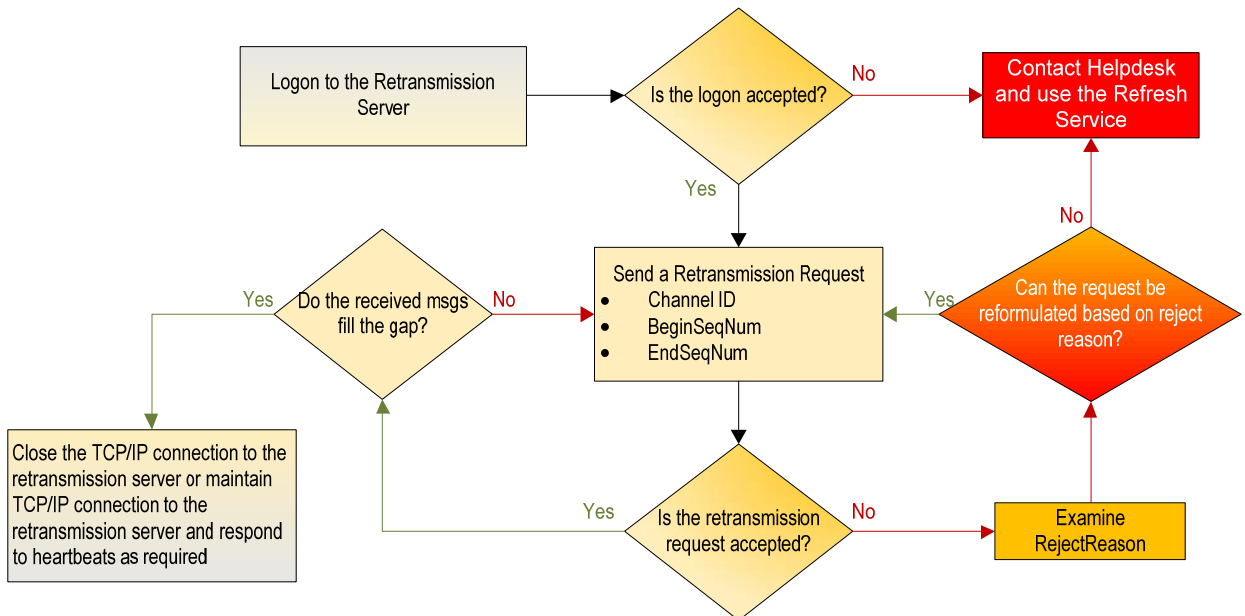 Logon to the Retransmission
Server
Is the logon accepted?
No
Contact Helpdesk
and use the Refresh
Service
Yes
No
Send a Retransmission Request
• Channel ID
• BeginSeqNum
• EndSeqNum
Yes
Do the received msgs
fill the gap?
No
Yes
Can the request be
reformulated based on reject
reason?
Close the TCP/IP connection to the
retransmission server or maintain
TCP/IP connection to the
retransmission server and respond
to heartbeats as required
Yes
Is the retransmission
request accepted?
No
Examine
RejectReason